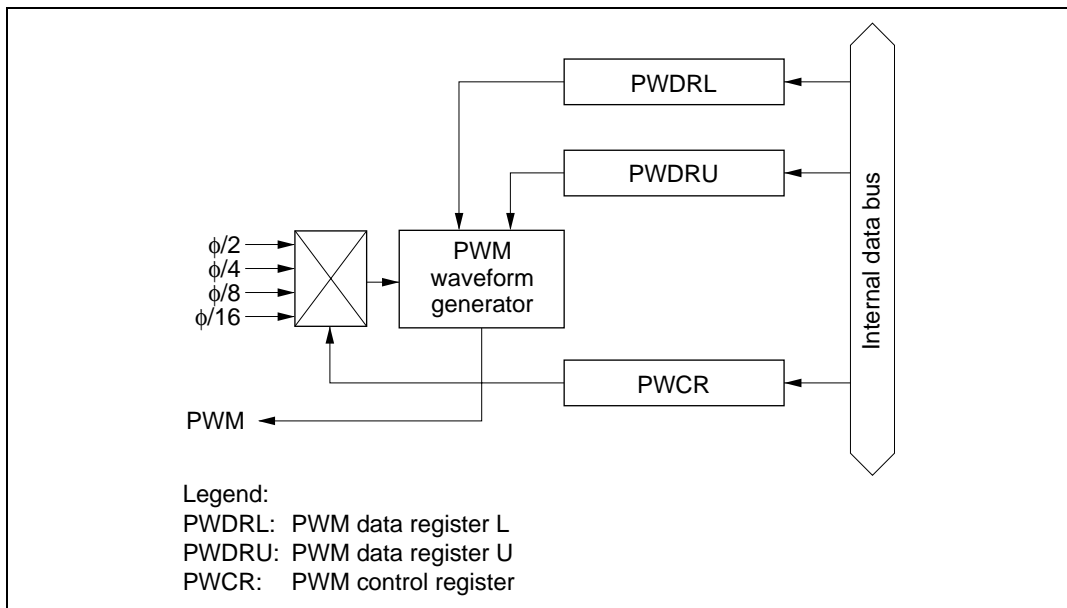 PWDRL
PWDRU
Internal data bus
ϕ/2
ϕ/4
ϕ/8
ϕ/16
PWM
waveform
generator
PWCR
PWM
Legend:
PWDRL: PWM data register L
PWDRU: PWM data register U
PWCR: PWM control register